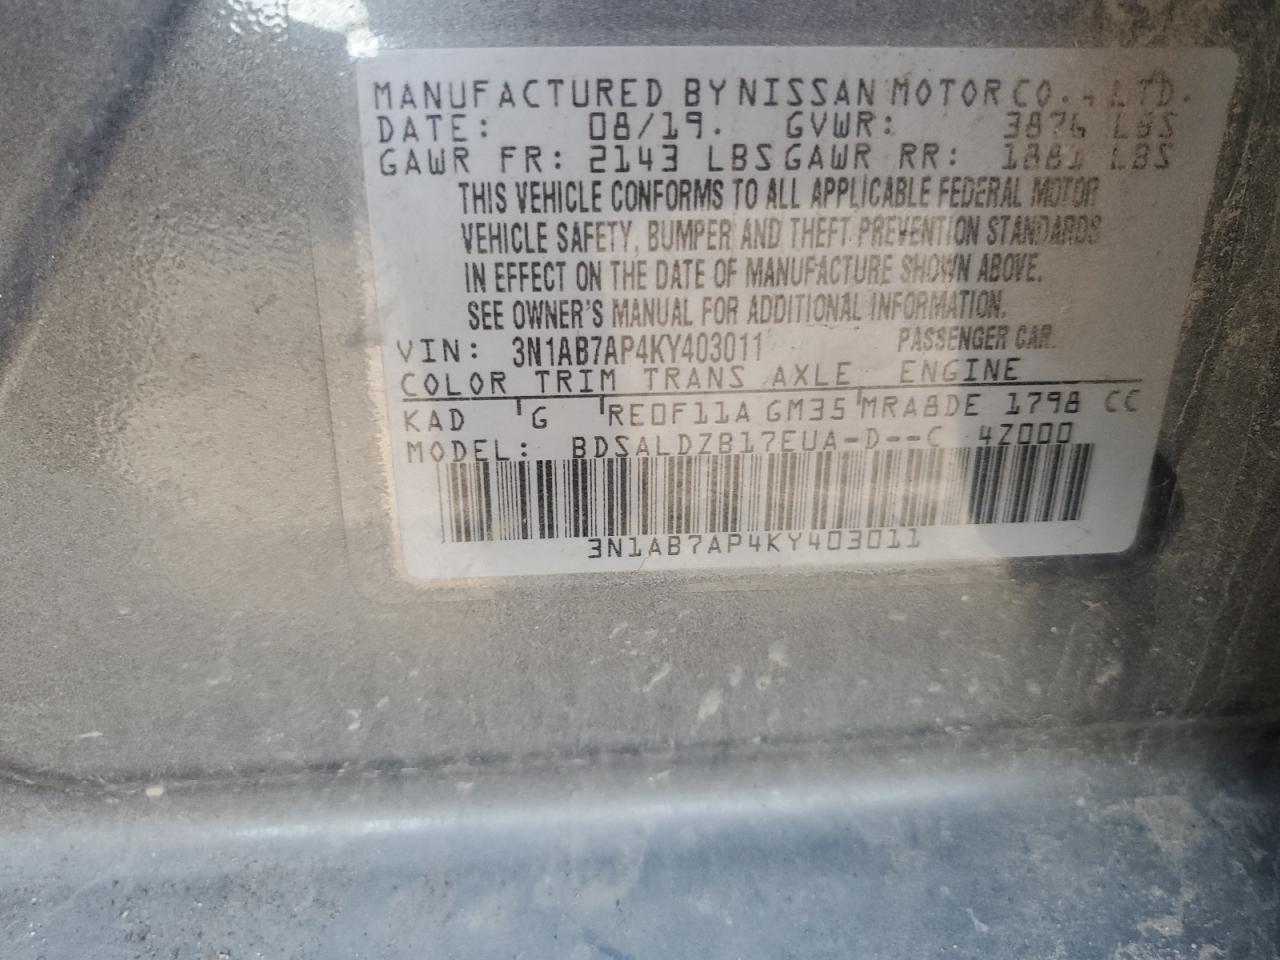 MANUFACTURED BY NISSAN MOTOR CO., LTD.
DATE: 08/19. GVWR: 3876 LBS
GAWR FR: 2143 LBS GAWR RR: 1881 LBS
THIS VEHICLE CONFORMS TO ALL APPLICABLE FEDERAL MOTOR
VEHICLE SAFETY, BUMPER AND THEFT PREVENTION STANDARDS
IN EFFECT ON THE DATE OF MANUFACTURE SHOWN ABOVE.
SEE OWNER'S MANUAL FOR ADDITIONAL INFORMATION.
VIN: 3N1AB7AP4KY403011 PASSENGER CAR.
COLOR TRIM TRANS AXLE ENGINE
KAD G RE0F11A GM35 MRA8DE 1798 CC
MODEL: BDSALDZB17EUA-D--C 4Z000
3N1AB7AP4KY403011